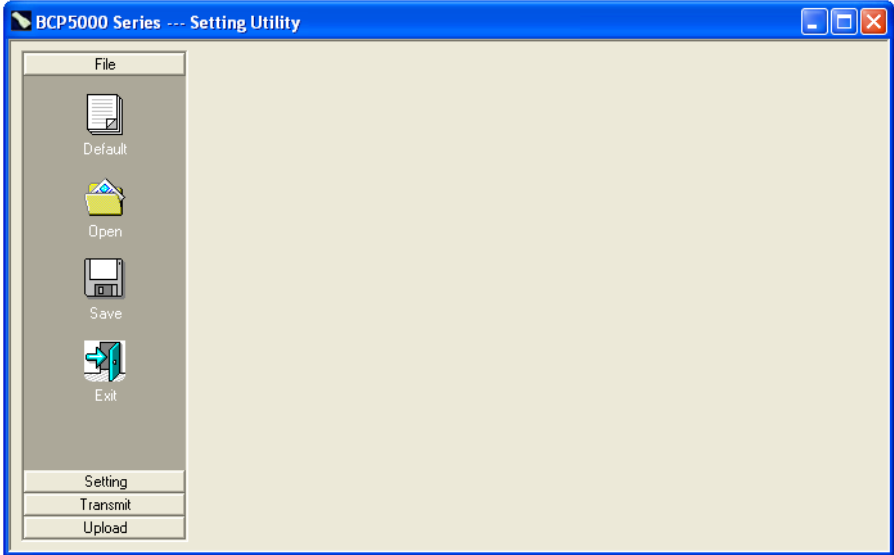 BCP5000 Series --- Setting Utility
File
Default
Open
Save
Exit
Setting
Transmit
Upload